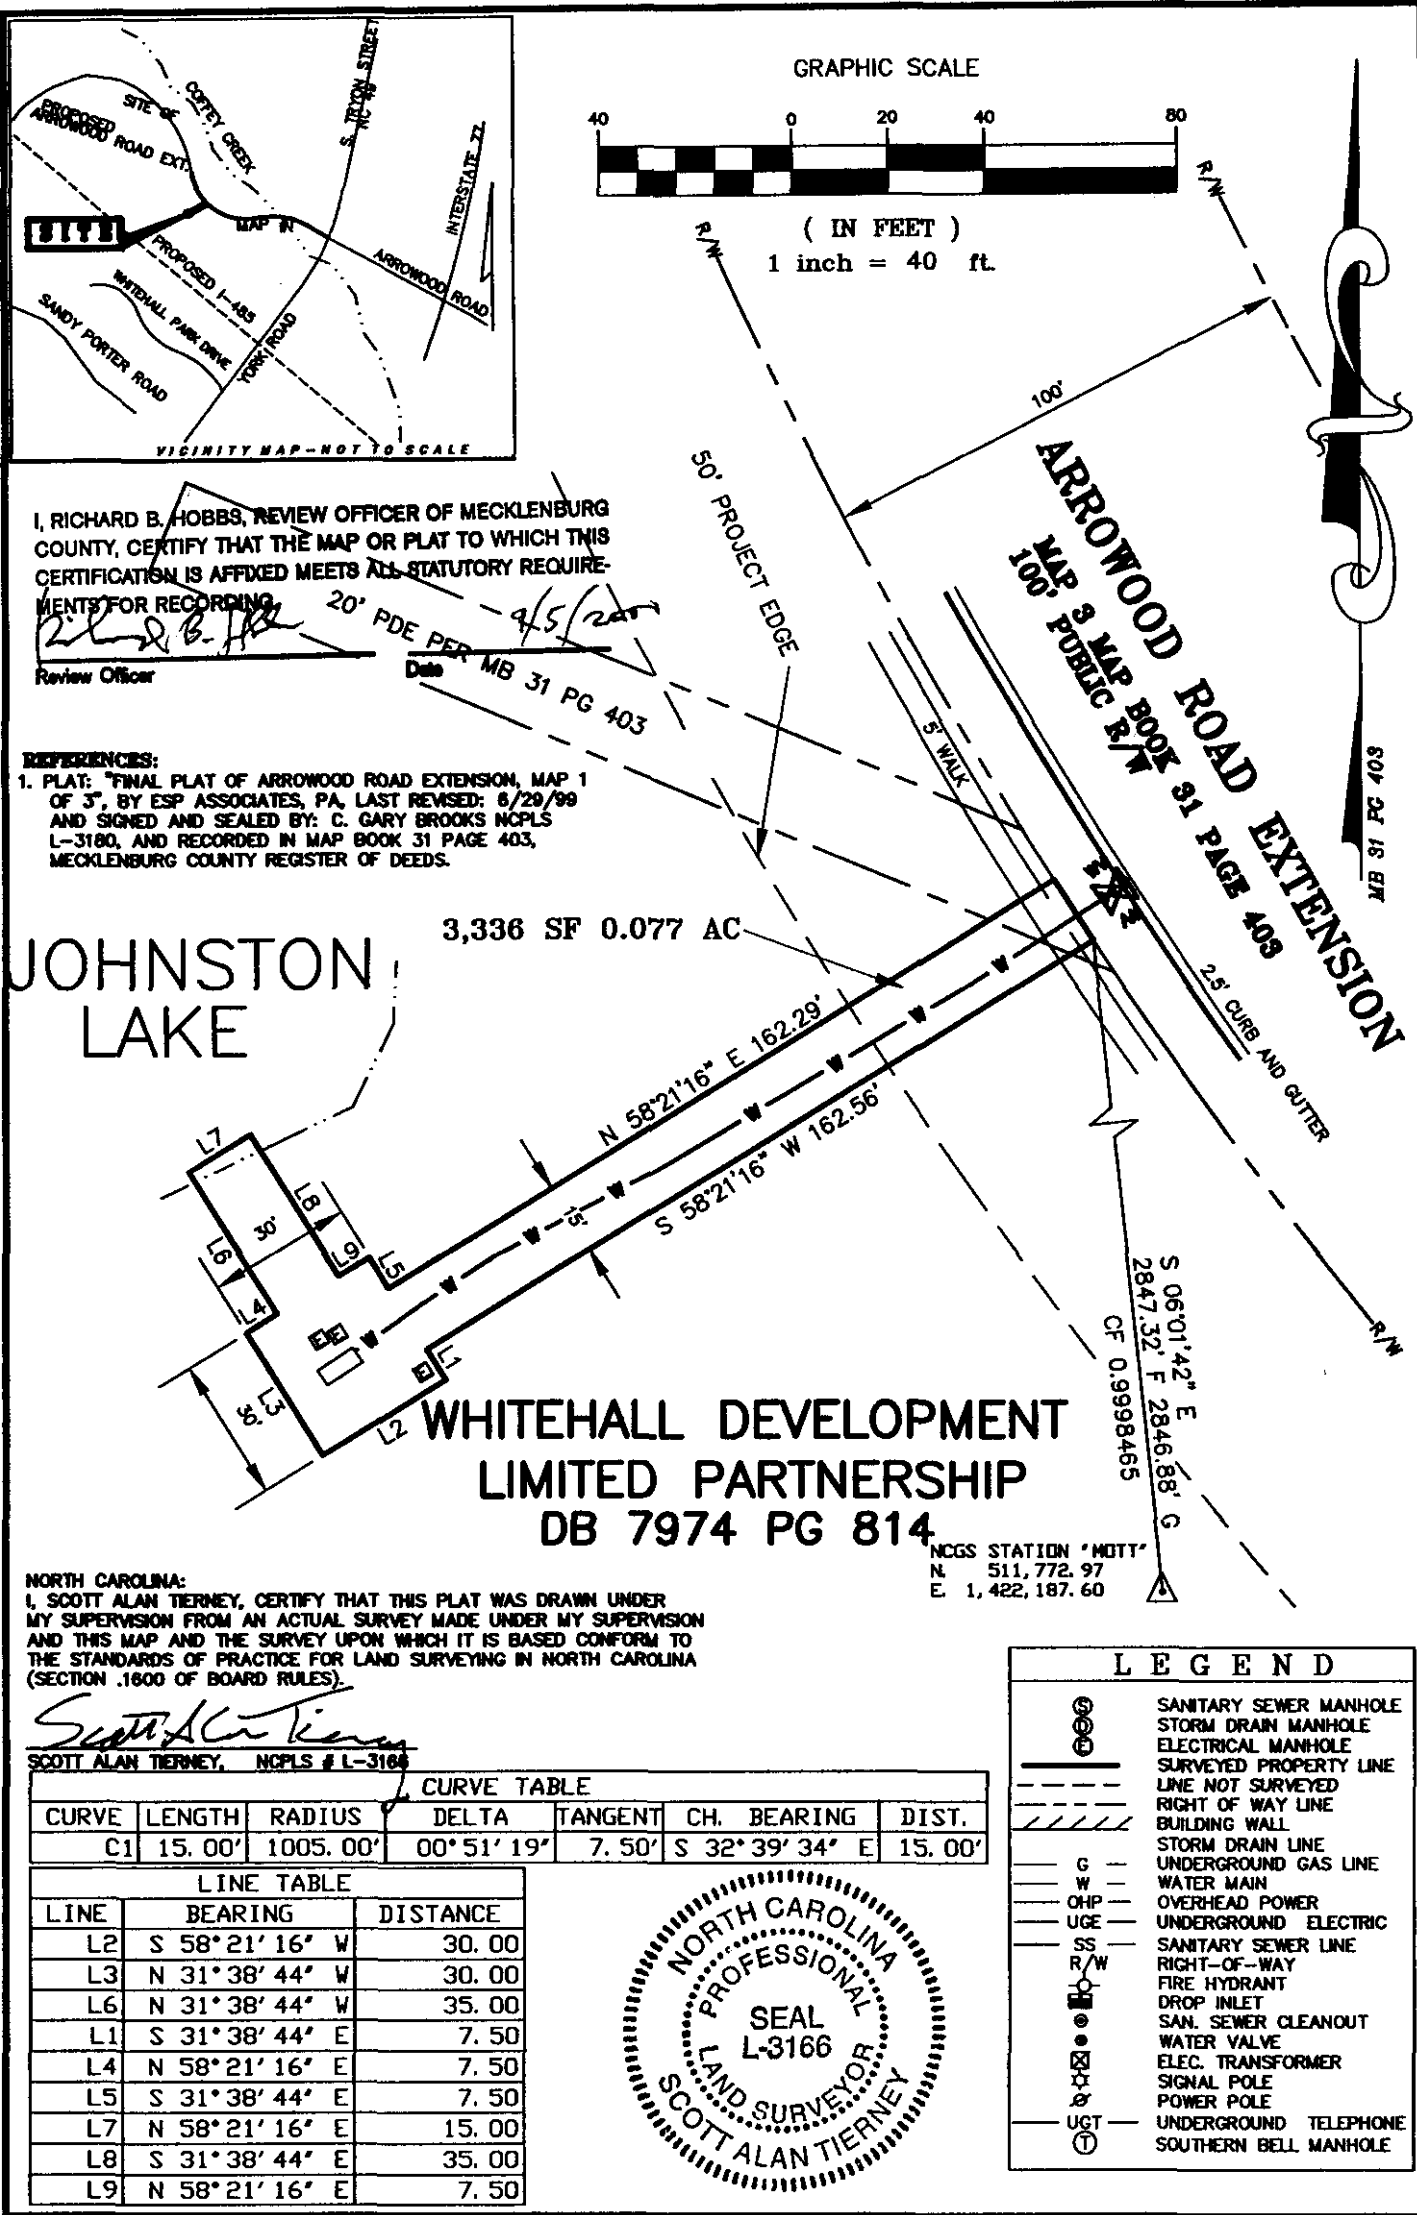 SITE OF
PROPOSED
ARROWOOD ROAD EXT.
COFFEY CREEK
S. TRYON STREET
NC 49
INTERSTATE 77
SITE
MAP IN
ARROWOOD ROAD
PROPOSED I-485
WHITEHALL PARK DRIVE
SANDY PORTER ROAD
YORK ROAD
VICINITY MAP-NOT TO SCALE
GRAPHIC SCALE
40 0 20 40 80
( IN FEET )
1 inch = 40 ft.
R/W
R/W
100'
ARROWOOD ROAD EXTENSION
MAP 3 MAP BOOK 31 PAGE 403
100' PUBLIC R/W
MB 31 PG 403
50' PROJECT EDGE
5' WALK
2.5' CURB AND GUTTER
I, RICHARD B. HOBBS, REVIEW OFFICER OF MECKLENBURG
COUNTY, CERTIFY THAT THE MAP OR PLAT TO WHICH THIS
CERTIFICATION IS AFFIXED MEETS ALL STATUTORY REQUIRE-
MENTS FOR RECORDING
Review Officer
Date
20' PDE PER MB 31 PG 403
REFERENCES:
1. PLAT: "FINAL PLAT OF ARROWOOD ROAD EXTENSION, MAP 1
OF 3", BY ESP ASSOCIATES, PA, LAST REVISED: 6/29/99
AND SIGNED AND SEALED BY: C. GARY BROOKS NCPLS
L-3180, AND RECORDED IN MAP BOOK 31 PAGE 403,
MECKLENBURG COUNTY REGISTER OF DEEDS.
3,336 SF 0.077 AC
JOHNSTON
LAKE
N 58°21'16" E 162.29'
S 58°21'16" W 162.56'
15'
L7
L8
30'
L6
L9
L5
L4
L1
L3
30'
L2
E E
E
W W W W W W W W
R/W
S 06°01'42" E
2847.32' F 2846.88' G
CF 0.9998465
WHITEHALL DEVELOPMENT
LIMITED PARTNERSHIP
DB 7974 PG 814
NCGS STATION "MOTT"
N. 511,772.97
E. 1,422,187.60
NORTH CAROLINA:
I, SCOTT ALAN TIERNEY, CERTIFY THAT THIS PLAT WAS DRAWN UNDER
MY SUPERVISION FROM AN ACTUAL SURVEY MADE UNDER MY SUPERVISION
AND THIS MAP AND THE SURVEY UPON WHICH IT IS BASED CONFORM TO
THE STANDARDS OF PRACTICE FOR LAND SURVEYING IN NORTH CAROLINA
(SECTION .1600 OF BOARD RULES).
SCOTT ALAN TIERNEY, NCPLS # L-3166
CURVE TABLE
CURVE LENGTH RADIUS DELTA TANGENT CH. BEARING DIST.
C1 15.00' 1005.00' 00°51'19" 7.50' S 32°39'34" E 15.00'
LINE TABLE
LINE BEARING DISTANCE
L2 S 58°21'16" W 30.00
L3 N 31°38'44" W 30.00
L6 N 31°38'44" W 35.00
L1 S 31°38'44" E 7.50
L4 N 58°21'16" E 7.50
L5 S 31°38'44" E 7.50
L7 N 58°21'16" E 15.00
L8 S 31°38'44" E 35.00
L9 N 58°21'16" E 7.50
NORTH CAROLINA
PROFESSIONAL
SEAL
L-3166
LAND SURVEYOR
SCOTT ALAN TIERNEY
LEGEND
S SANITARY SEWER MANHOLE
D STORM DRAIN MANHOLE
E ELECTRICAL MANHOLE
SURVEYED PROPERTY LINE
LINE NOT SURVEYED
RIGHT OF WAY LINE
BUILDING WALL
STORM DRAIN LINE
G UNDERGROUND GAS LINE
W WATER MAIN
OHP OVERHEAD POWER
UGE UNDERGROUND ELECTRIC
SS SANITARY SEWER LINE
R/W RIGHT-OF-WAY
FIRE HYDRANT
DROP INLET
SAN. SEWER CLEANOUT
WATER VALVE
ELEC. TRANSFORMER
SIGNAL POLE
POWER POLE
UGT UNDERGROUND TELEPHONE
T SOUTHERN BELL MANHOLE